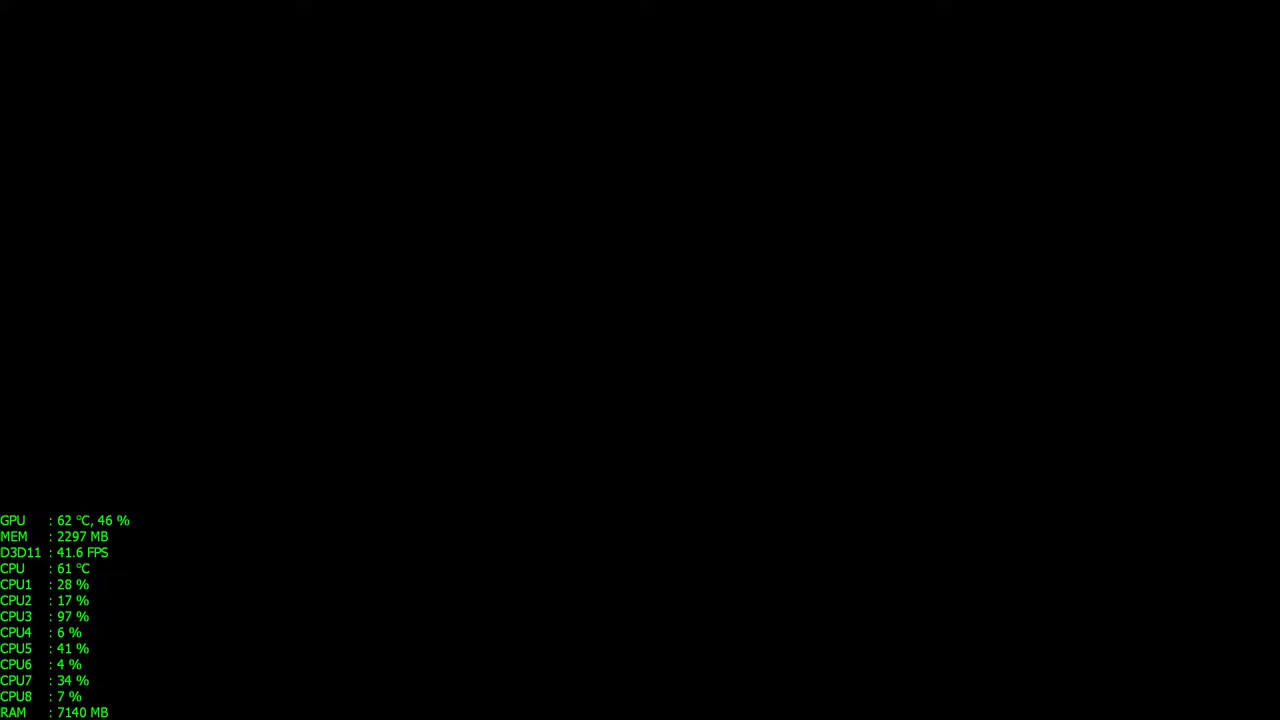 GPU : 62 °C, 46 %
MEM : 2297 MB
D3D11 : 41.6 FPS
CPU : 61 °C
CPU1 : 28 %
CPU2 : 17 %
CPU3 : 97 %
CPU4 : 6 %
CPU5 : 41 %
CPU6 : 4 %
CPU7 : 34 %
CPU8 : 7 %
RAM : 7140 MB